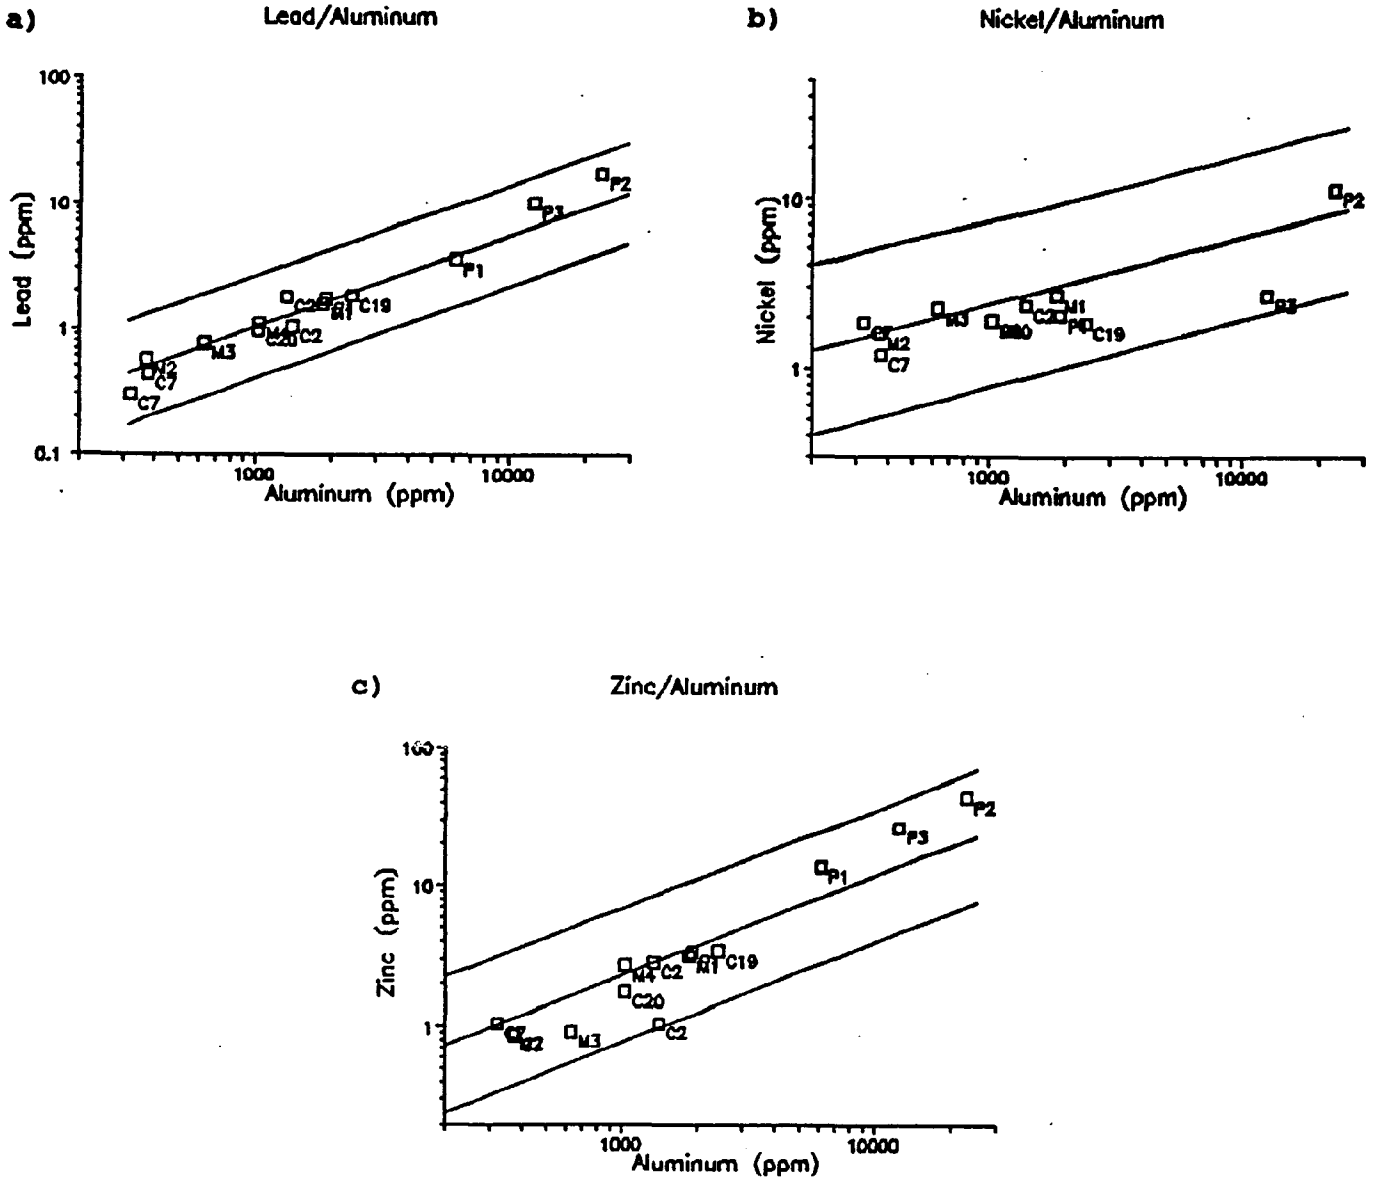 a)
Lead/Aluminum
100
10
1
0.1
Lead (ppm)
P2
P3
P1
C19
M1
C2
C2
C20
M3
M2
C7
C7
1000
10000
Aluminum (ppm)
b)
Nickel/Aluminum
10
1
Nickel (ppm)
P2
P3
M1
C2
C19
M3
M2
C7
1000
10000
Aluminum (ppm)
c)
Zinc/Aluminum
100
10
1
Zinc (ppm)
P2
P3
P1
C19
M1
C2
M4
C20
C2
M3
1000
10000
Aluminum (ppm)